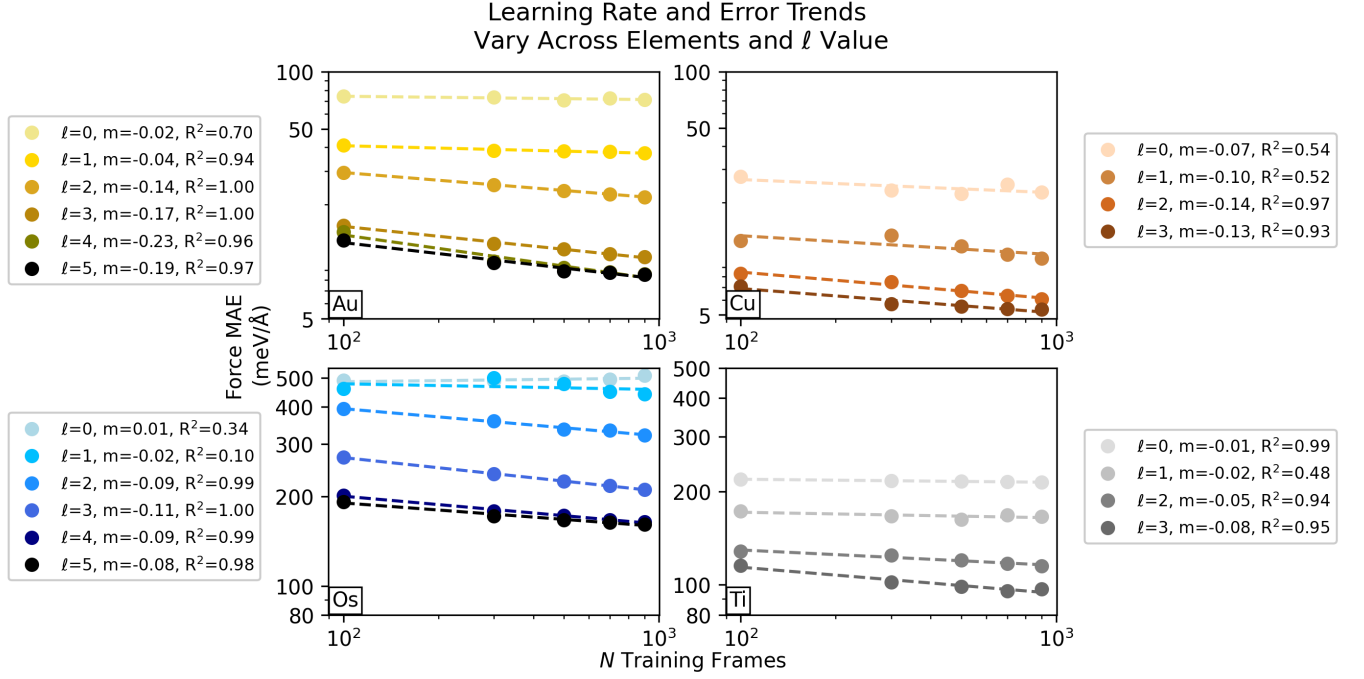 Learning Rate and Error Trends
Vary Across Elements and ℓ Value
ℓ=0, m=-0.02, R²=0.70
ℓ=1, m=-0.04, R²=0.94
ℓ=2, m=-0.14, R²=1.00
ℓ=3, m=-0.17, R²=1.00
ℓ=4, m=-0.23, R²=0.96
ℓ=5, m=-0.19, R²=0.97
100
50
5
Au
10²
10³
100
50
5
Cu
10²
10³
ℓ=0, m=-0.07, R²=0.54
ℓ=1, m=-0.10, R²=0.52
ℓ=2, m=-0.14, R²=0.97
ℓ=3, m=-0.13, R²=0.93
Force MAE
(meV/Å)
ℓ=0, m=0.01, R²=0.34
ℓ=1, m=-0.02, R²=0.10
ℓ=2, m=-0.09, R²=0.99
ℓ=3, m=-0.11, R²=1.00
ℓ=4, m=-0.09, R²=0.99
ℓ=5, m=-0.08, R²=0.98
500
400
300
200
100
80
Os
10²
10³
500
400
300
200
100
80
Ti
10²
10³
ℓ=0, m=-0.01, R²=0.99
ℓ=1, m=-0.02, R²=0.48
ℓ=2, m=-0.05, R²=0.94
ℓ=3, m=-0.08, R²=0.95
N Training Frames